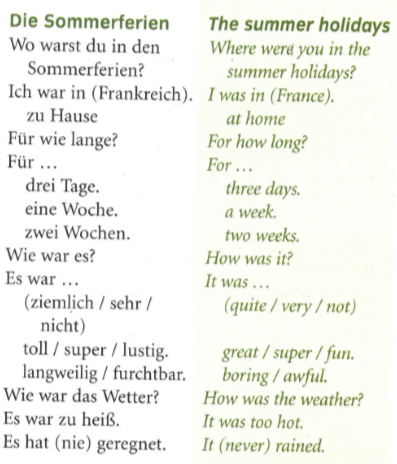 Die Sommerferien
Wo warst du in den
Sommerferien?
Ich war in (Frankreich).
zu Hause
Für wie lange?
Für ...
drei Tage.
eine Woche.
zwei Wochen.
Wie war es?
Es war ...
(ziemlich / sehr /
nicht)
toll / super / lustig.
langweilig / furchtbar.
Wie war das Wetter?
Es war zu heiß.
Es hat (nie) geregnet.
The summer holidays
Where were you in the
summer holidays?
I was in (France).
at home
For how long?
For ...
three days.
a week.
two weeks.
How was it?
It was ...
(quite / very / not)
great / super / fun.
boring / awful.
How was the weather?
It was too hot.
It (never) rained.